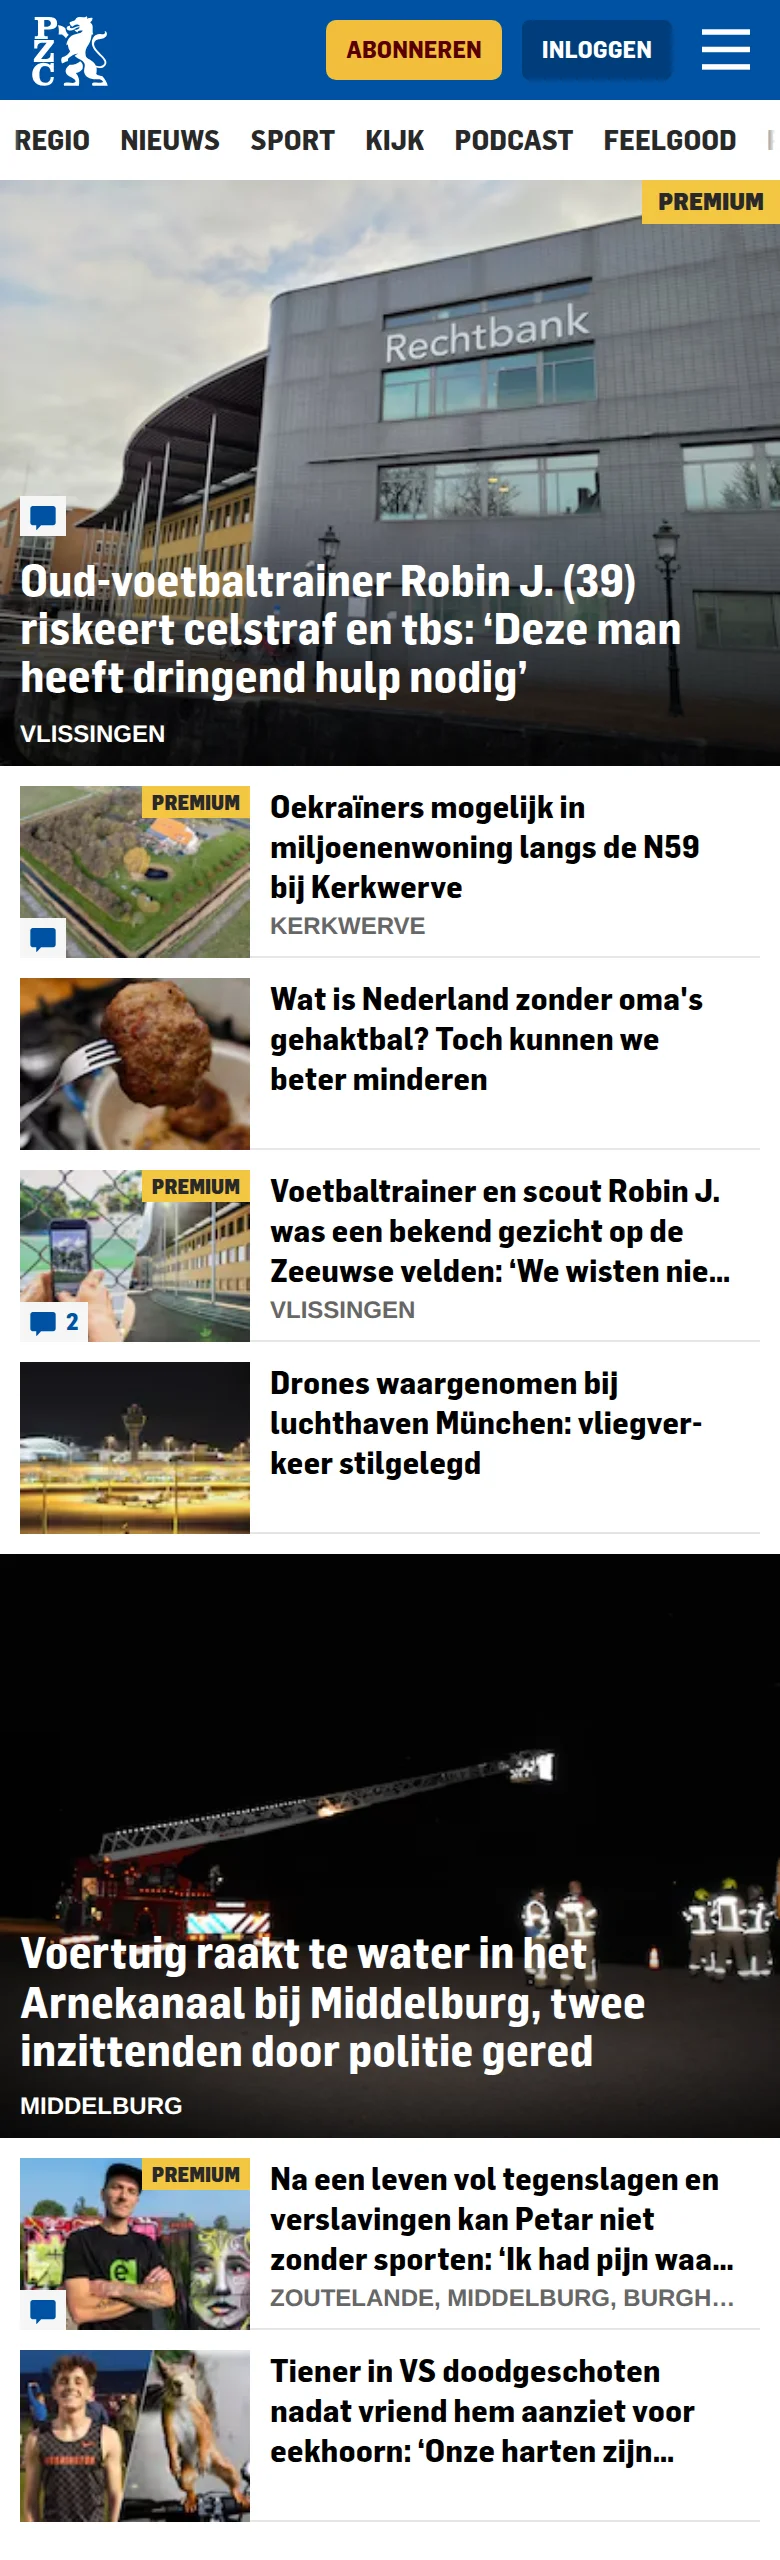 PZC
ABONNEREN
INLOGGEN
REGIO NIEUWS SPORT KIJK PODCAST FEELGOOD
PREMIUM
Rechtbank
Oud-voetbaltrainer Robin J. (39)
riskeert celstraf en tbs: ‘Deze man
heeft dringend hulp nodig’
VLISSINGEN
PREMIUM
Oekraïners mogelijk in
miljoenenwoning langs de N59
bij Kerkwerve
KERKWERVE
Wat is Nederland zonder oma's
gehaktbal? Toch kunnen we
beter minderen
PREMIUM
2
Voetbaltrainer en scout Robin J.
was een bekend gezicht op de
Zeeuwse velden: ‘We wisten nie...
VLISSINGEN
Drones waargenomen bij
luchthaven München: vliegver-
keer stilgelegd
Voertuig raakt te water in het
Arnekanaal bij Middelburg, twee
inzittenden door politie gered
MIDDELBURG
PREMIUM
Na een leven vol tegenslagen en
verslavingen kan Petar niet
zonder sporten: ‘Ik had pijn waa...
ZOUTELANDE, MIDDELBURG, BURGH...
Tiener in VS doodgeschoten
nadat vriend hem aanziet voor
eekhoorn: ‘Onze harten zijn...